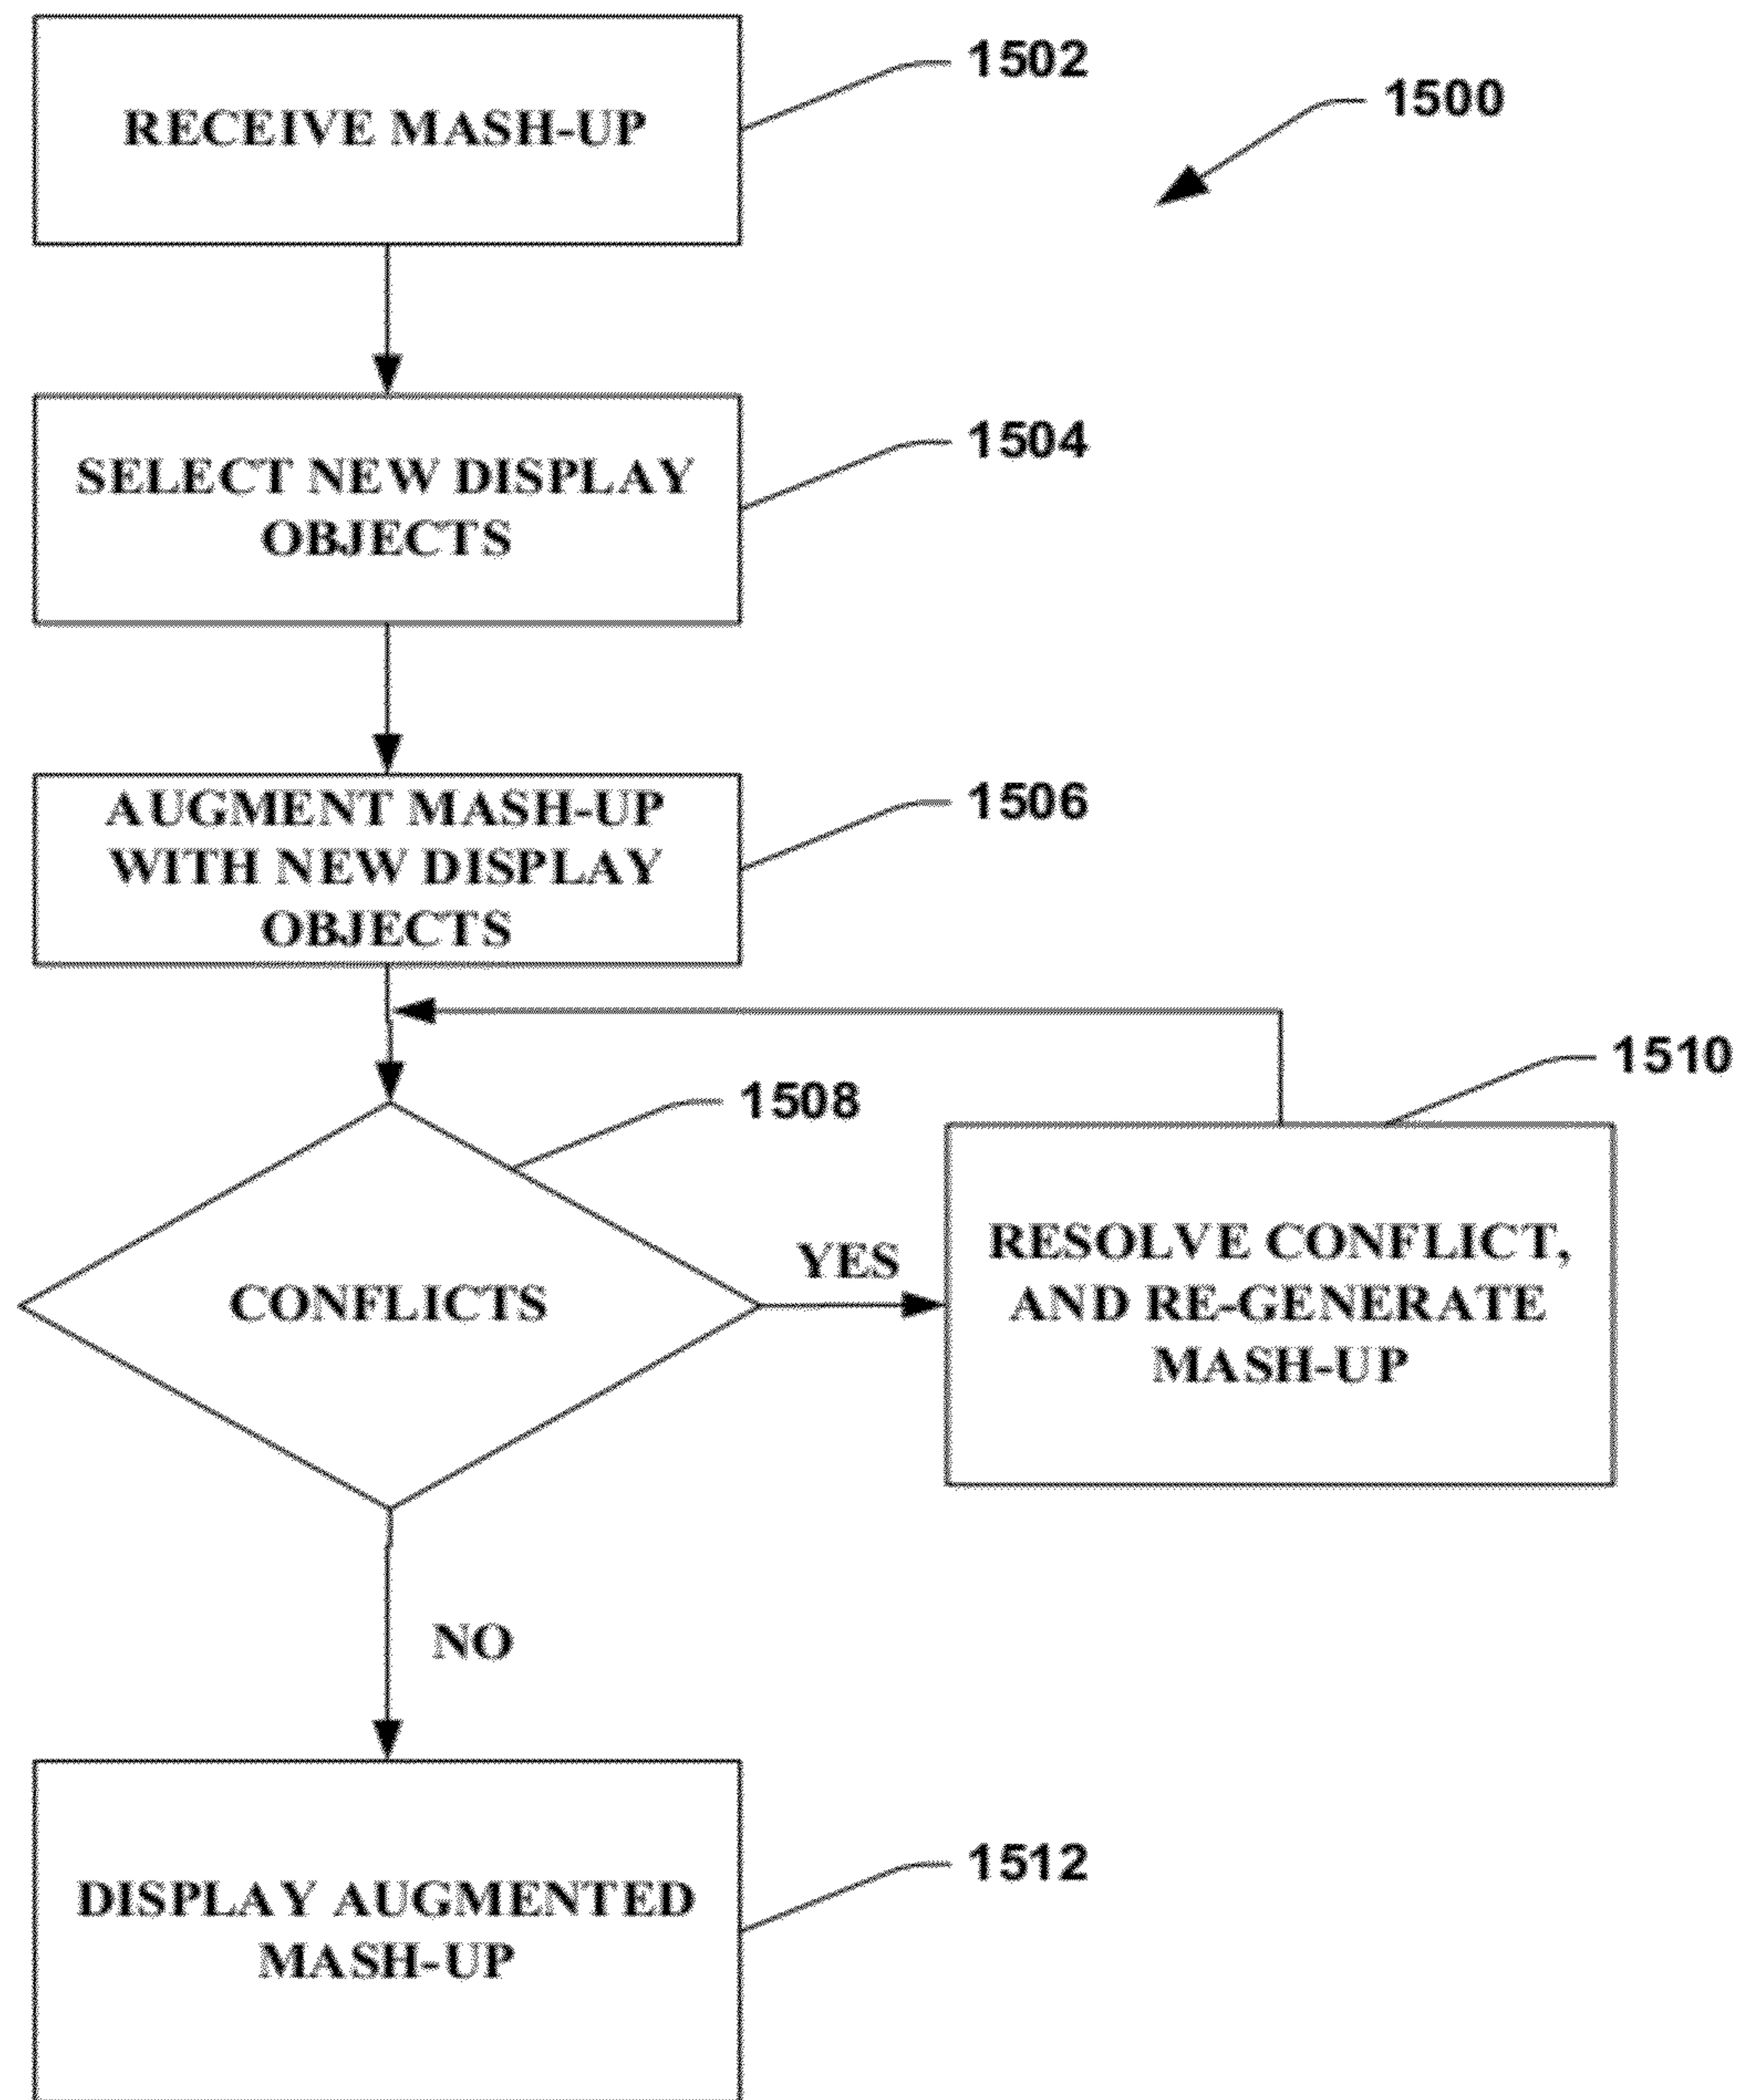 RECEIVE MASH-UP
1502
1500
SELECT NEW DISPLAY
OBJECTS
1504
AUGMENT MASH-UP
WITH NEW DISPLAY
OBJECTS
1506
CONFLICTS
1508
YES
RESOLVE CONFLICT,
AND RE-GENERATE
MASH-UP
1510
NO
DISPLAY AUGMENTED
MASH-UP
1512